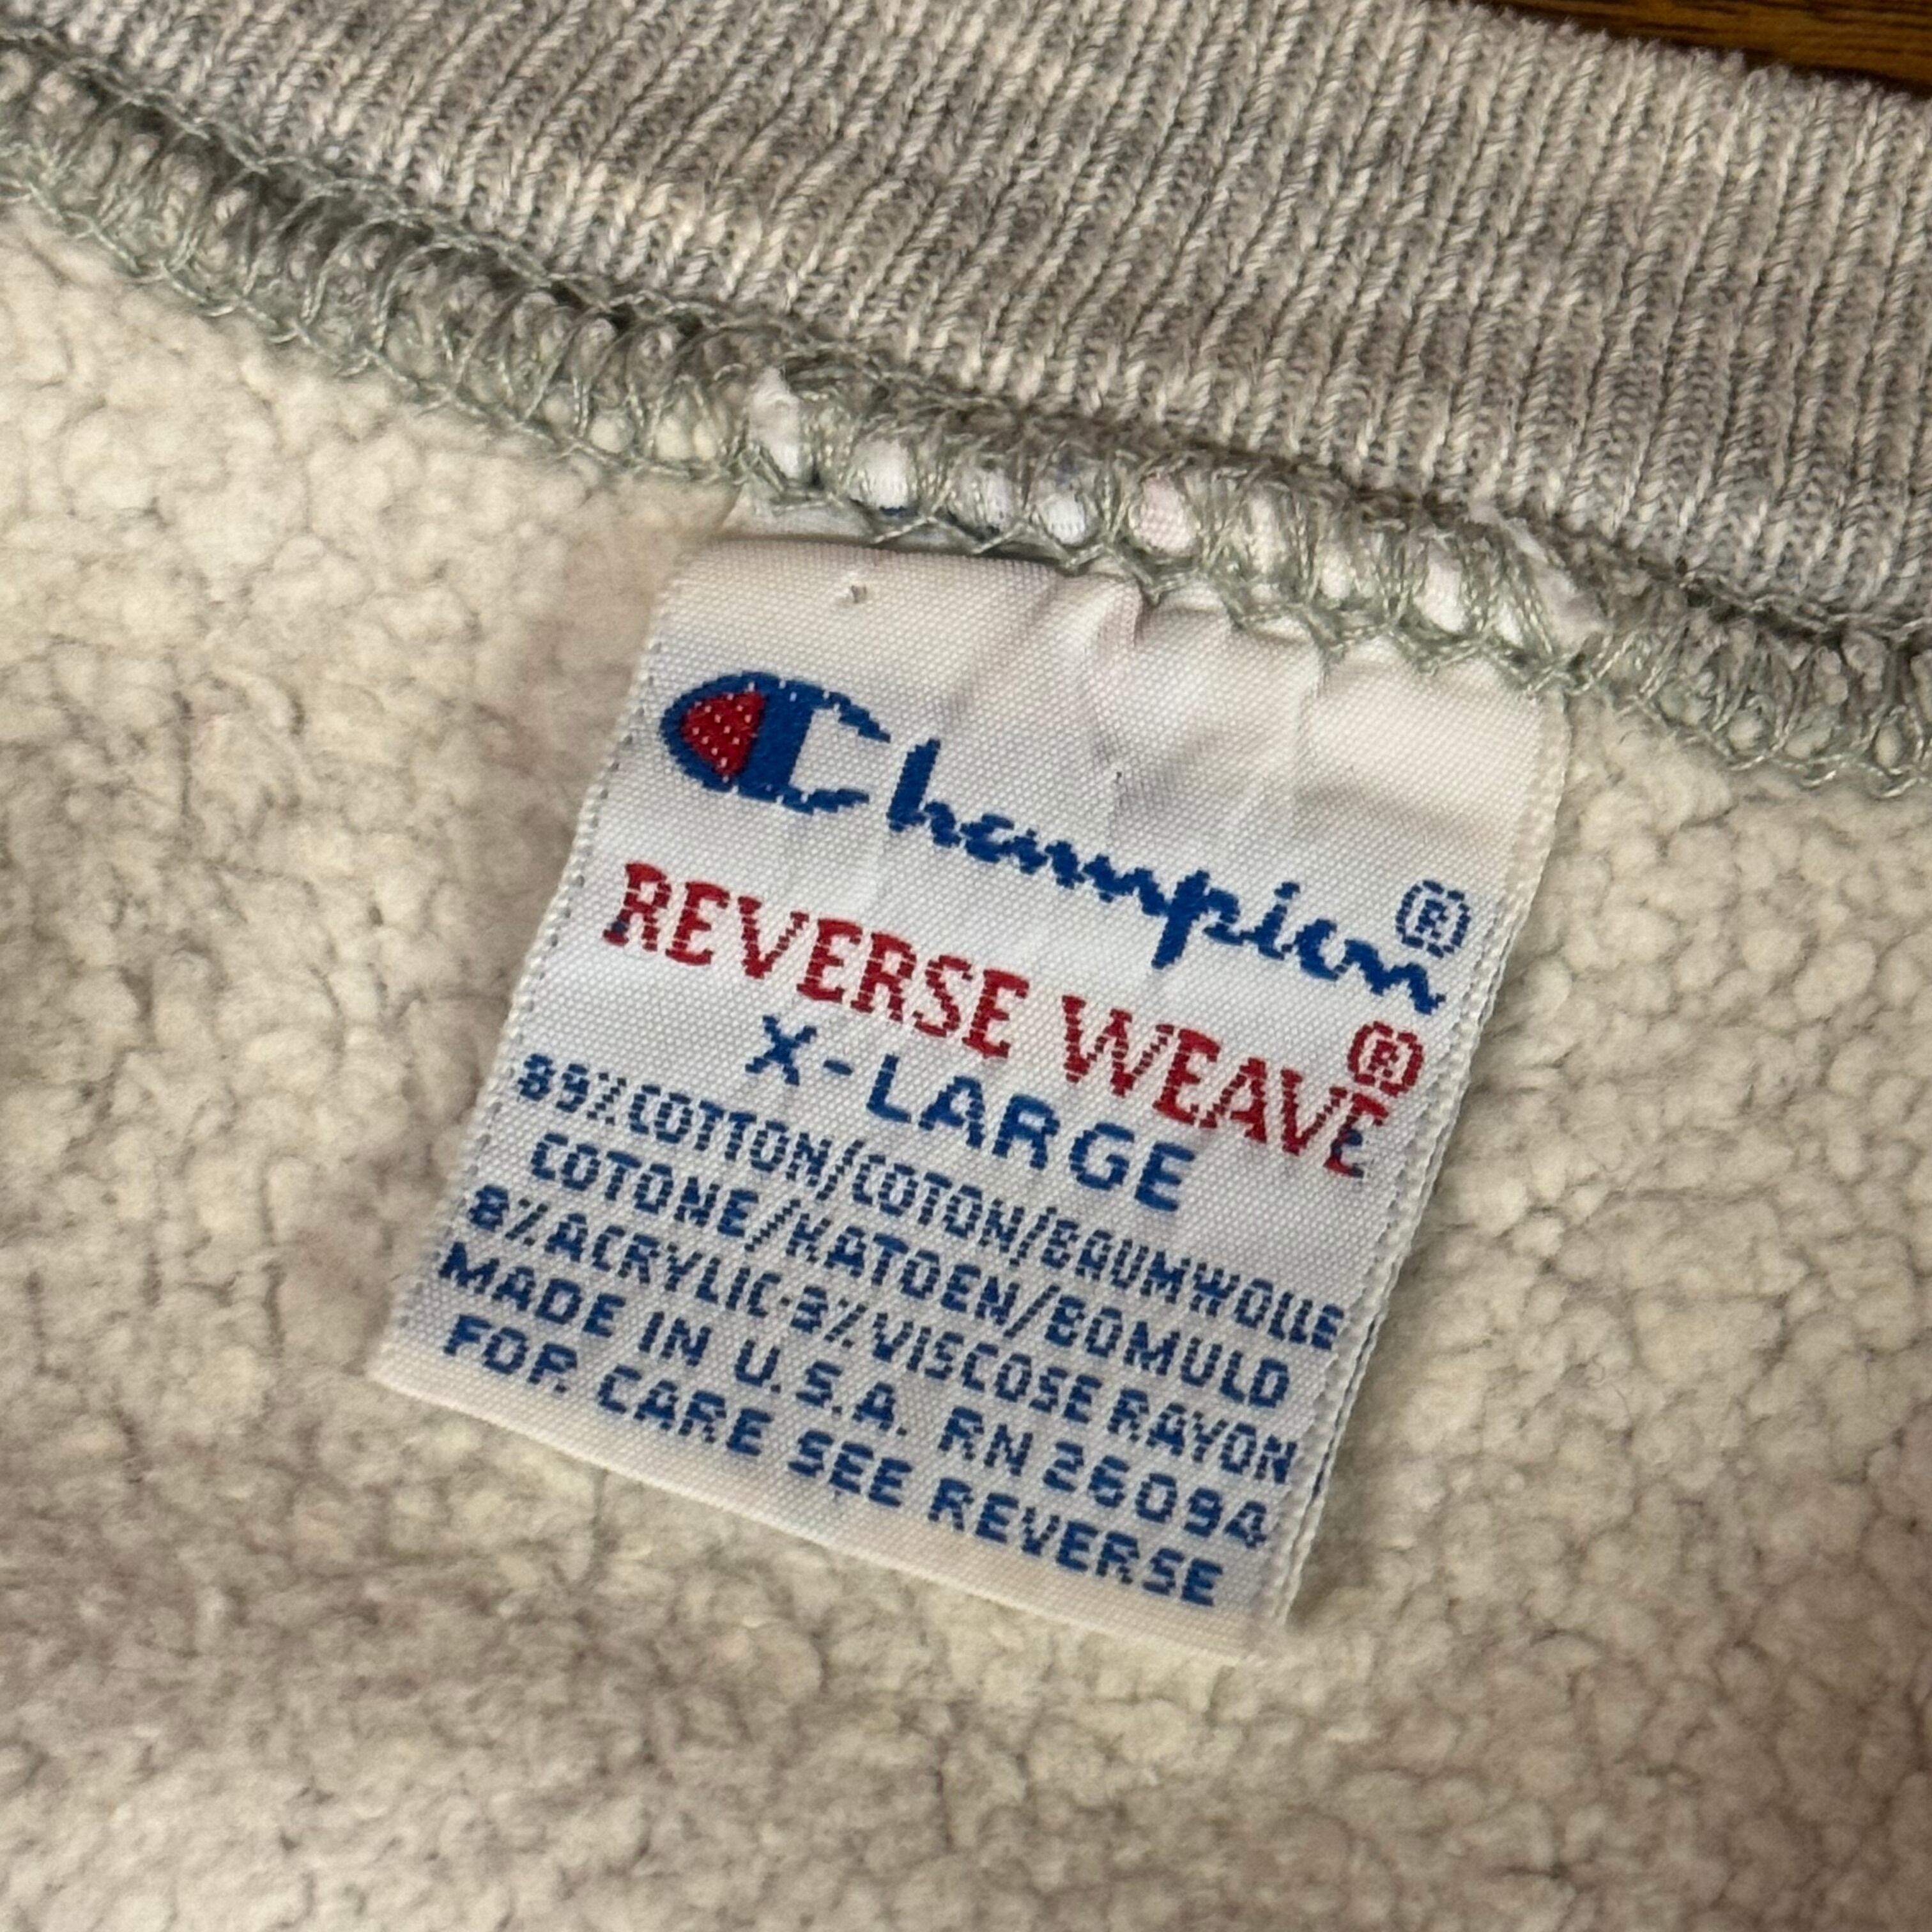 Champion®
REVERSE WEAVE®
X-LARGE
89%COTTON/COTON/BAUMWOLLE
COTONE/KATOEN/BOMULD
8%ACRYLIC-3%VISCOSE RAYON
MADE IN U.S.A. RN 26094
FOR CARE SEE REVERSE